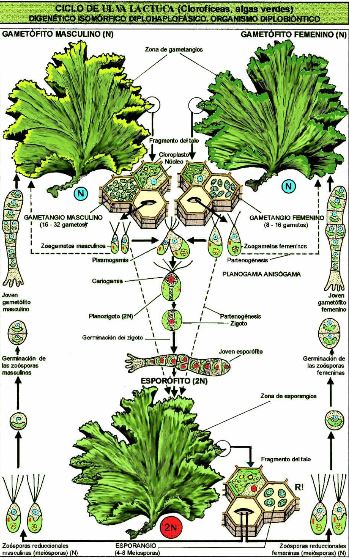 CICLO DE ULVA LACTUCA (Clorofíceas, algas verdes)
DIGENÉTICO ISOMÓRFICO DIPLOHAPLOFÁSICO. ORGANISMO DIPLOBIÓNTICO
GAMETÓFITO MASCULINO (N)
GAMETÓFITO FEMENINO (N)
Zona de gametangios
Fragmento del talo
Cloroplasto
Núcleo
N
N
GAMETANGIO MASCULINO
(16 - 32 gametos)
GAMETANGIO FEMENINO
(8 - 16 gametos)
Zoogametos masculinos
Zoogametos femeninos
Plasmogamia
Partenogénesis
PLANOGAMIA ANISÓGAMA
Cariogamia
Joven
gametófito
masculino
Joven
gametófito
femenino
Planozigoto (2N)
Partenogénesis
Zigoto
Germinación del zigoto
Joven esporófito
Germinación de
las zoósporas
masculinas
Germinación de
las zoósporas
femeninas
ESPORÓFITO (2N)
Zona de esporangios
Fragmento del talo
R!
2N
Zoósporas reduccionales
masculinas (meiósporas) (N)
ESPORANGIO
(4-8 Meiosporas)
Zoósporas reduccionales
femeninas (meiósporas) (N)